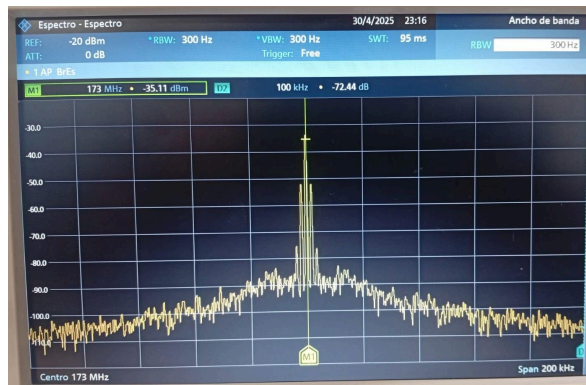 Espectro - Espectro 30/4/2025 23:16 Ancho de banda
REF: -20 dBm *RBW: 300 Hz *VBW: 300 Hz SWT: 95 ms RBW 300 Hz
ATT: 0 dB Trigger: Free
1 AP BrEs
M1 173 MHz • -35.11 dBm D2 100 kHz • -72.44 dB
-30.0
-40.0
-50.0
-60.0
-70.0
-80.0
-90.0
-100.0
-110.0
M1 D
Centro 173 MHz Span 200 kHz